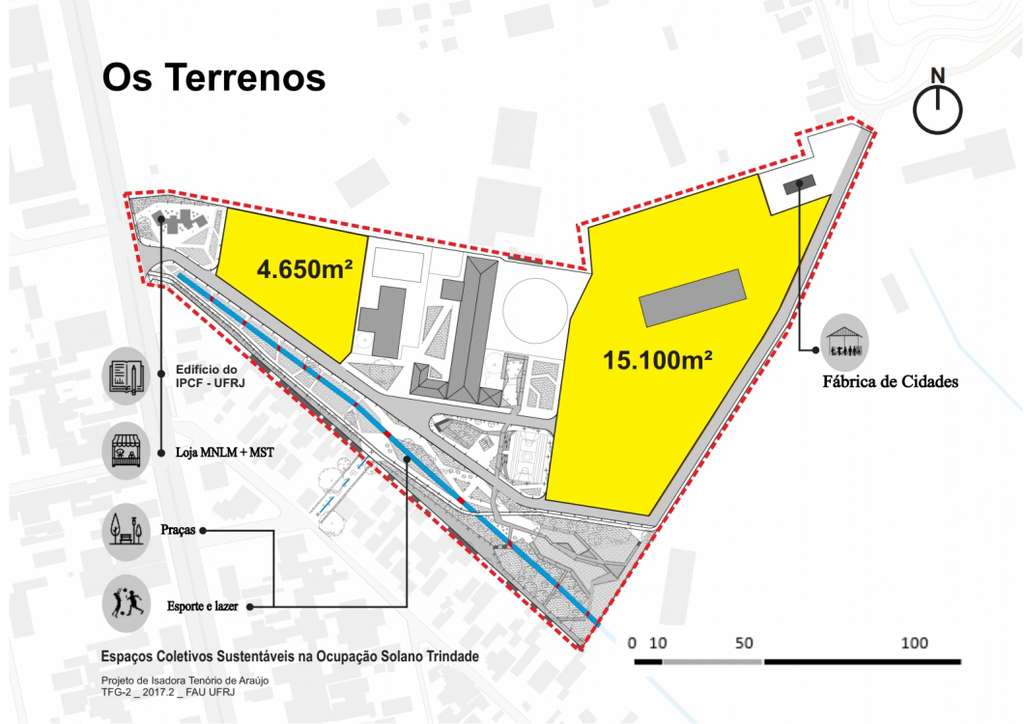 Os Terrenos
N
4.650m²
15.100m²
Fábrica de Cidades
Edifício do
IPCF - UFRJ
Loja MNLM + MST
Praças
Esporte e lazer
0 10 50 100
Espaços Coletivos Sustentáveis na Ocupação Solano Trindade
Projeto de Isadora Tenório de Araújo
TFG-2 _ 2017.2 _ FAU UFRJ